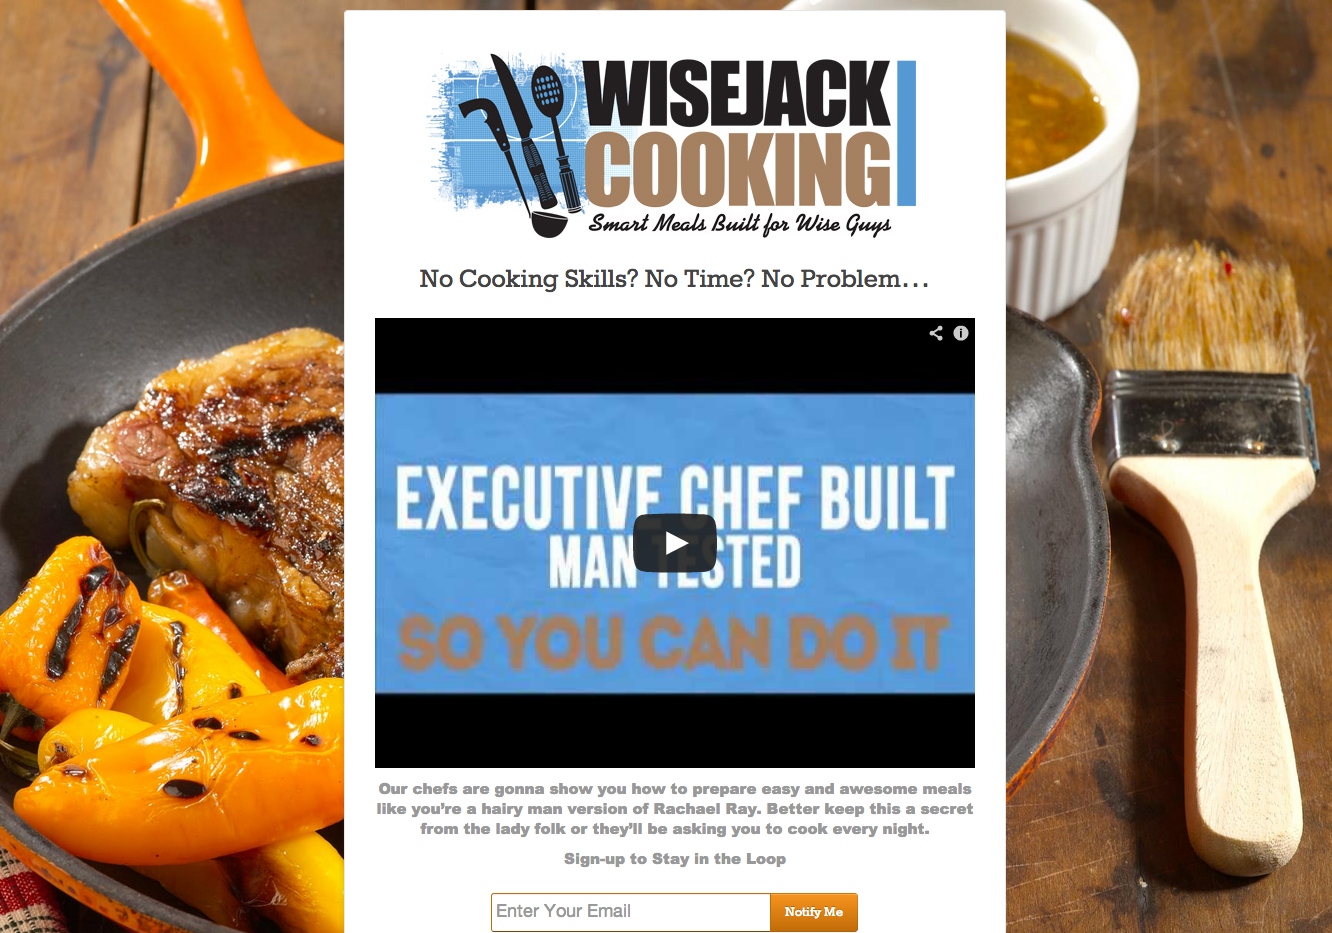 WISEJACK
COOKING
Smart Meals Built for Wise Guys
No Cooking Skills? No Time? No Problem...
EXECUTIVE CHEF BUILT
MAN TESTED
SO YOU CAN DO IT
Our chefs are gonna show you how to prepare easy and awesome meals
like you're a hairy man version of Rachael Ray. Better keep this a secret
from the lady folk or they'll be asking you to cook every night.
Sign-up to Stay in the Loop
Enter Your Email
Notify Me